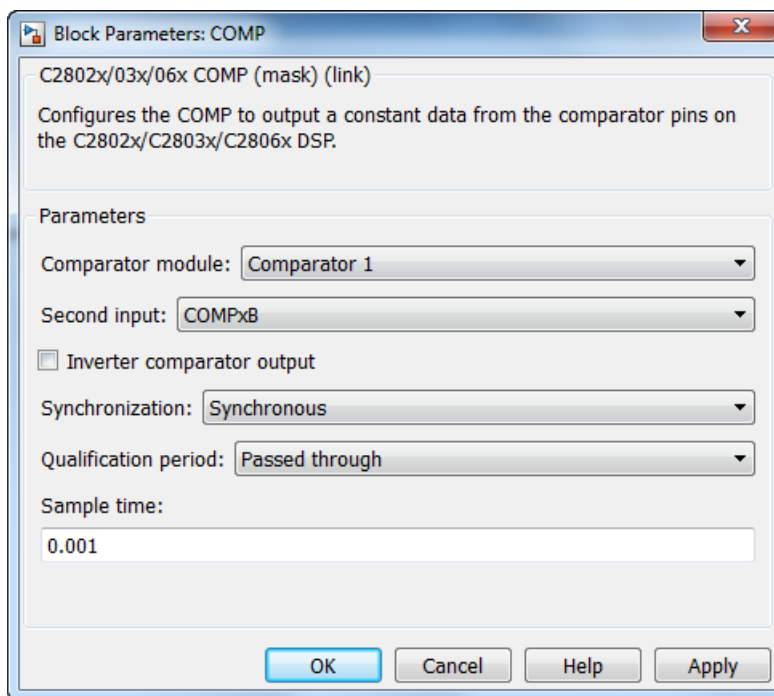 Block Parameters: COMP
C2802x/03x/06x COMP (mask) (link)
Configures the COMP to output a constant data from the comparator pins on
the C2802x/C2803x/C2806x DSP.
Parameters
Comparator module: Comparator 1
Second input: COMPxB
Inverter comparator output
Synchronization: Synchronous
Qualification period: Passed through
Sample time:
0.001
OK Cancel Help Apply